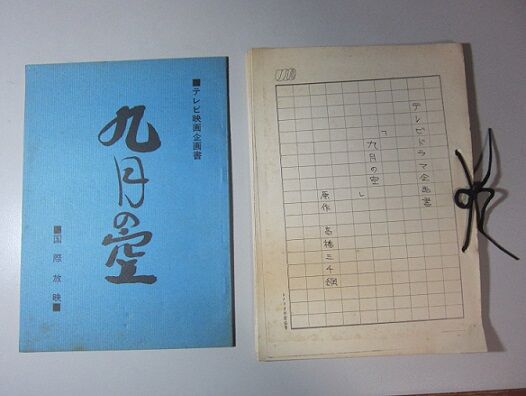 ■テレビ映画企画書
九月の空
■国際放映■
テレビドラマ企画書
「九月の空」
原作 高橋三千綱